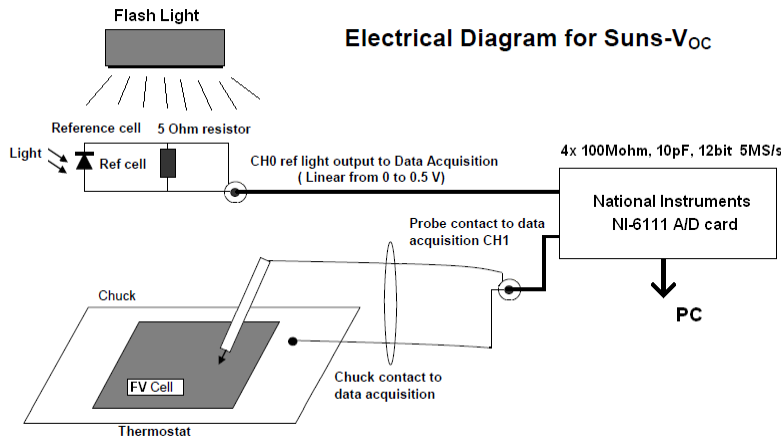 Flash Light
Electrical Diagram for Suns-VOC
Reference cell
5 Ohm resistor
Light
Ref cell
CH0 ref light output to Data Acquisition
( Linear from 0 to 0.5 V)
4x 100Mohm, 10pF, 12bit 5MS/s
National Instruments
NI-6111 A/D card
Probe contact to data
acquisition CH1
PC
Chuck
FV Cell
Chuck contact to
data acquisition
Thermostat